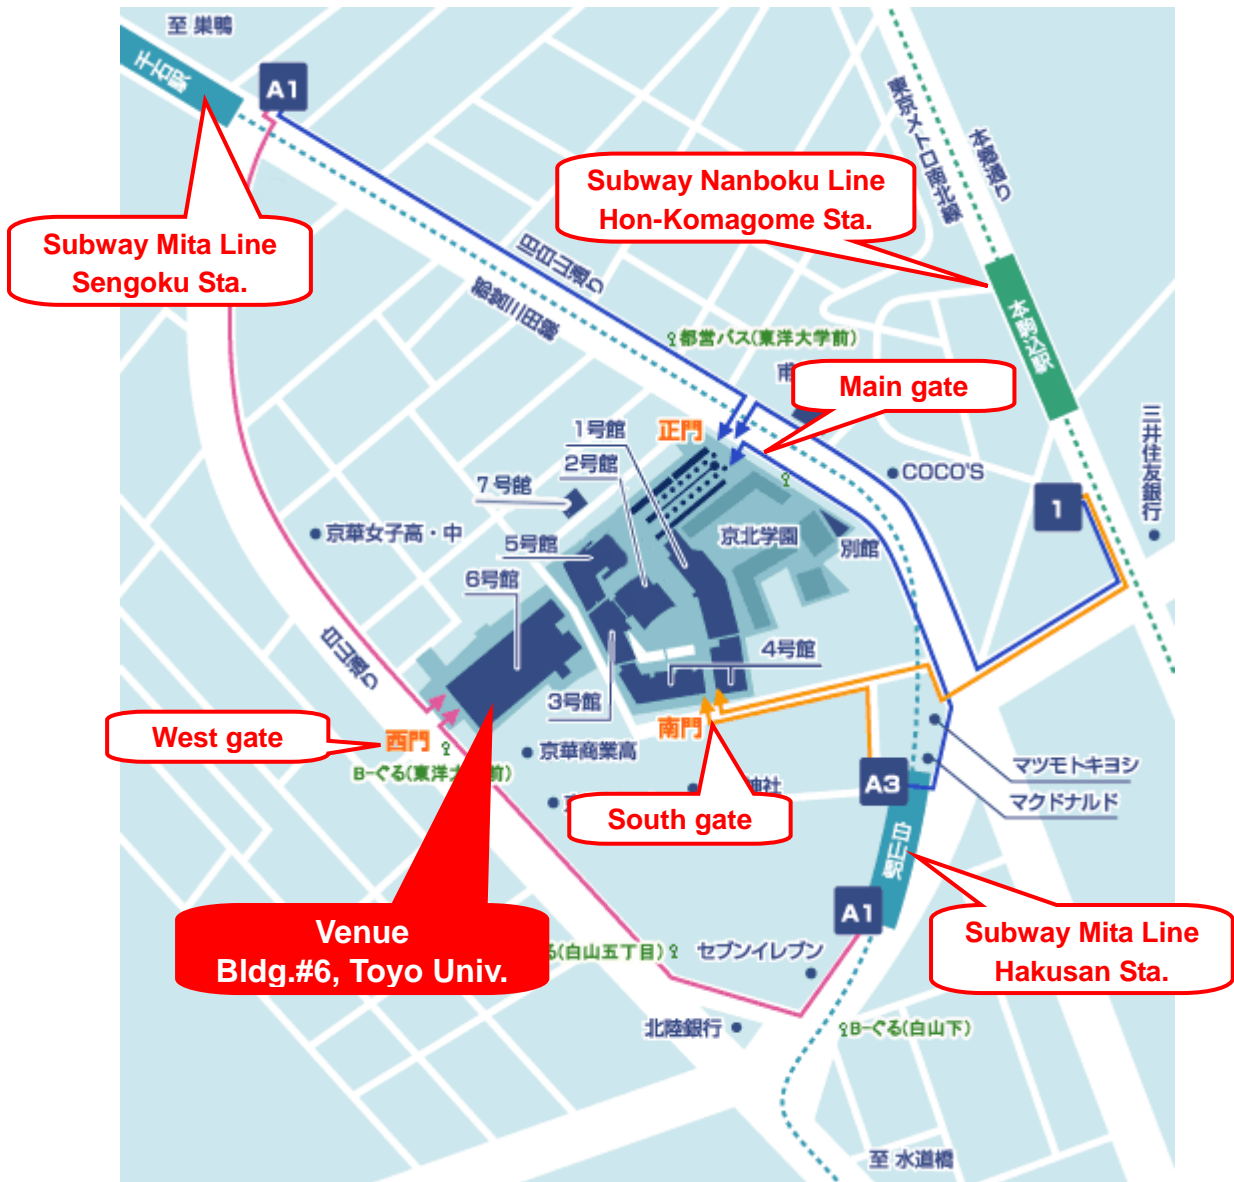 至 巣鴨
千石駅
A1
Subway Mita Line
Sengoku Sta.
Subway Nanboku Line
Hon-Komagome Sta.
東京メトロ南北線
本郷通り
本駒込駅
旧白山通り
都営三田線
都営バス(東洋大学前)
Main gate
正門
1号館
2号館
7号館
5号館
6号館
京華女子高・中
COCO'S
三井住友銀行
1
京北学園
別館
4号館
3号館
白山通り
南門
West gate
西門
B-ぐる(東洋大
前)
京華商業高
神社
South gate
A3
マツモトキヨシ
マクドナルド
白山駅
A1
Venue
Bldg.#6, Toyo Univ.
(白山五丁目)
セブンイレブン
Subway Mita Line
Hakusan Sta.
北陸銀行
B-ぐる(白山下)
至 水道橋